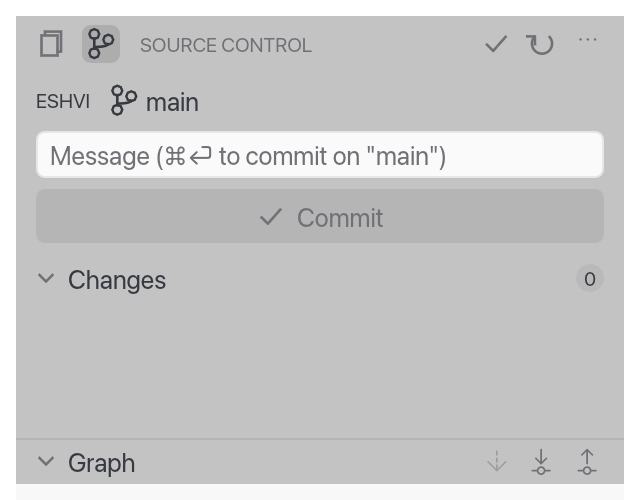 SOURCE CONTROL
ESHVI main
Message (⌘⏎ to commit on "main")
Commit
Changes 0
Graph